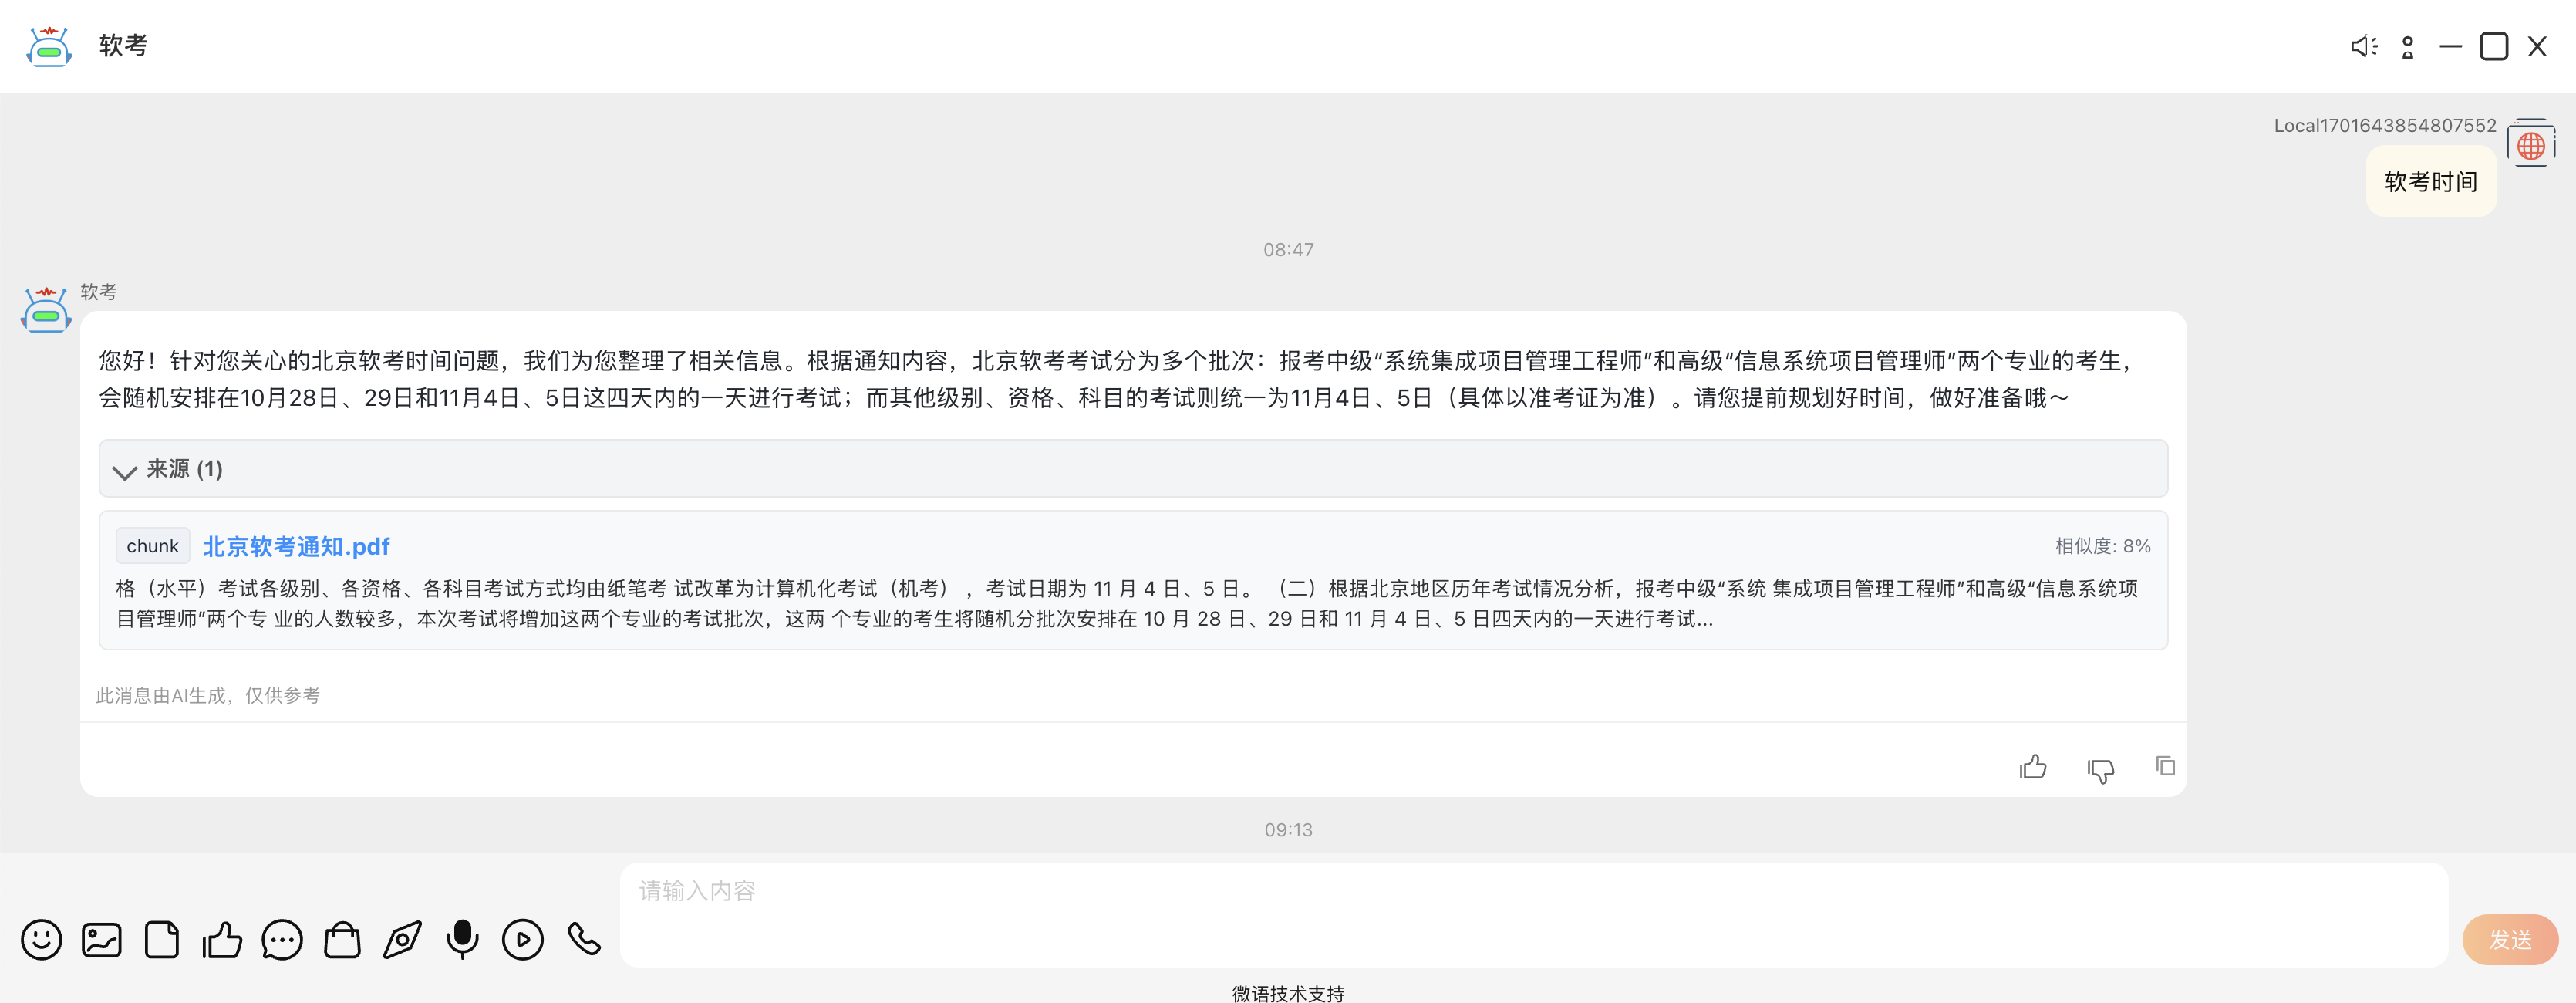 软考
Local1701643854807552
软考时间
08:47
软考
您好！针对您关心的北京软考时间问题，我们为您整理了相关信息。根据通知内容，北京软考考试分为多个批次：报考中级“系统集成项目管理工程师”和高级“信息系统项目管理师”两个专业的考生，
会随机安排在10月28日、29日和11月4日、5日这四天内的一天进行考试；而其他级别、资格、科目的考试则统一为11月4日、5日（具体以准考证为准）。请您提前规划好时间，做好准备哦～
来源 (1)
chunk 北京软考通知.pdf 相似度: 8%
格（水平）考试各级别、各资格、各科目考试方式均由纸笔考 试改革为计算机化考试（机考） ，考试日期为 11 月 4 日、5 日。 （二）根据北京地区历年考试情况分析，报考中级“系统 集成项目管理工程师”和高级“信息系统项
目管理师”两个专 业的人数较多，本次考试将增加这两个专业的考试批次，这两 个专业的考生将随机分批次安排在 10 月 28 日、29 日和 11 月 4 日、5 日四天内的一天进行考试...
此消息由AI生成，仅供参考
09:13
请输入内容
发送
微语技术支持